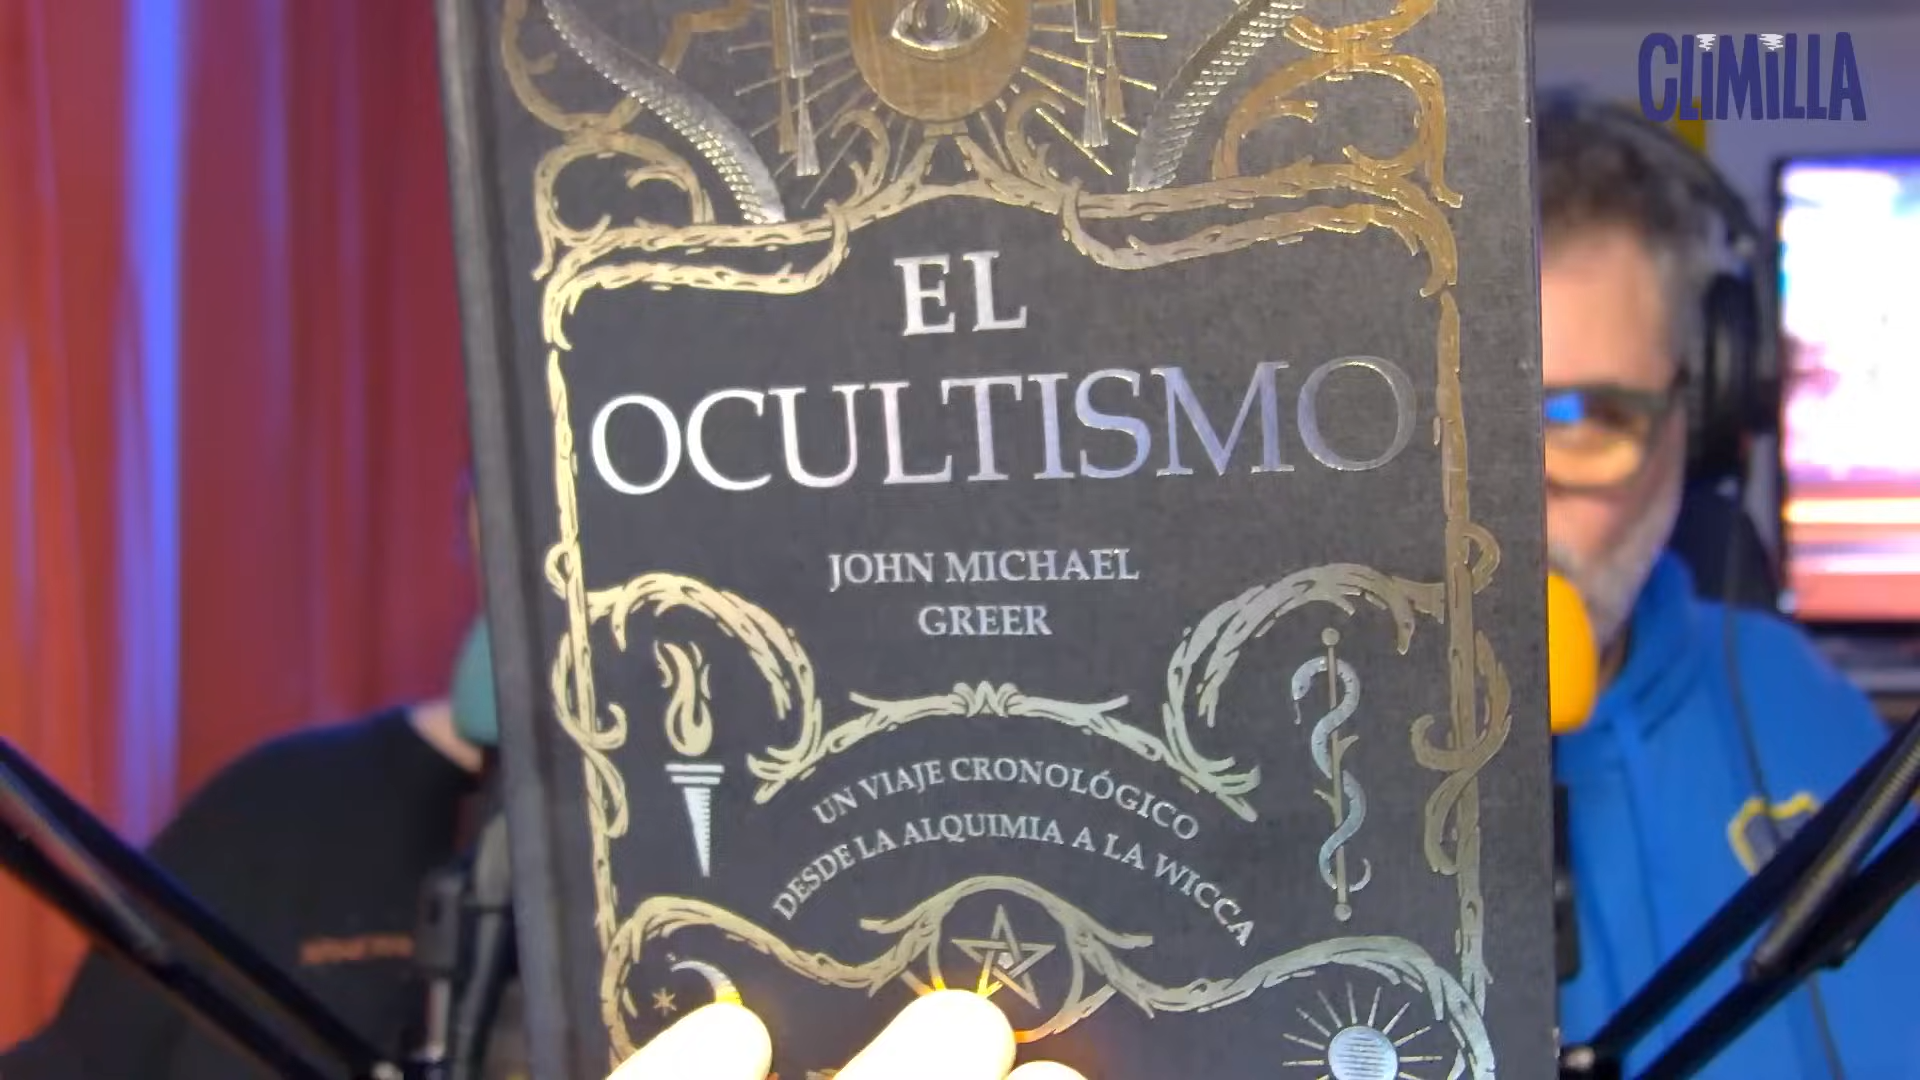 CLIMILLA
EL
OCULTISMO
JOHN MICHAEL
GREER
UN VIAJE CRONOLÓGICO
DESDE LA ALQUIMIA A LA WICCA